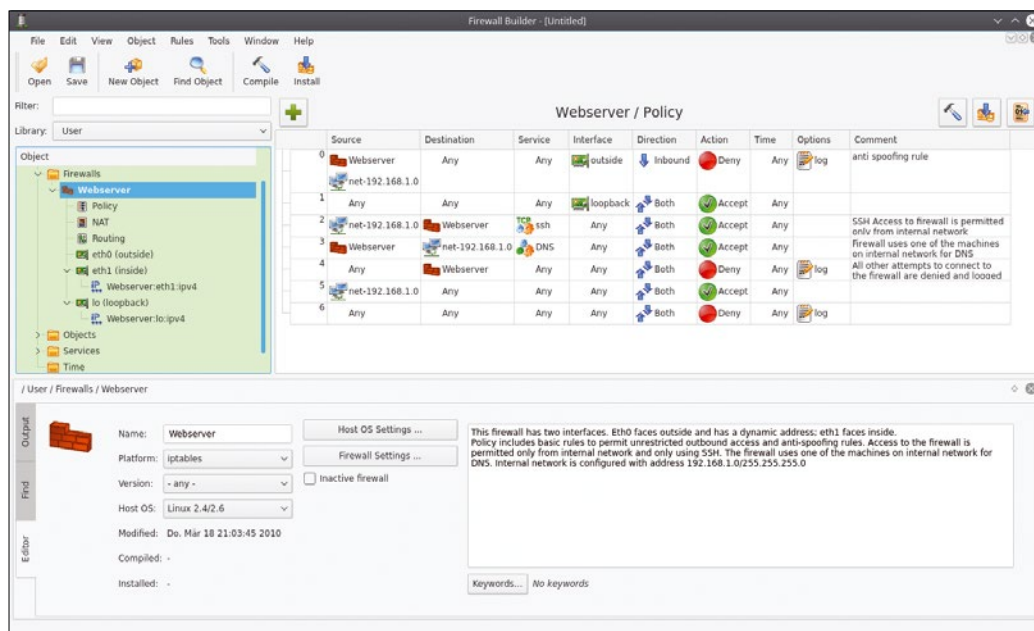 Firewall Builder - [Untitled]
File Edit View Object Rules Tools Window Help
Open Save New Object Find Object Compile Install
Filter:
Library: User
Object
Firewalls
Webserver
Policy
NAT
Routing
eth0 (outside)
eth1 (inside)
Webserver:eth1:ipv4
lo (loopback)
Webserver:lo:ipv4
Objects
Services
Time
Webserver / Policy
Source Destination Service Interface Direction Action Time Options Comment
0 Webserver Any Any outside Inbound Deny Any log anti spoofing rule
net-192.168.1.0
1 Any Any Any loopback Both Accept Any
2 net-192.168.1.0 Webserver TCP ssh Any Both Accept Any SSH Access to firewall is permitted
only from internal network
3 Webserver net-192.168.1.0 DNS Any Both Accept Any Firewall uses one of the machines
on internal network for DNS
4 Any Webserver Any Any Both Deny Any log All other attempts to connect to
the firewall are denied and logged
5 net-192.168.1.0 Any Any Any Both Accept Any
6 Any Any Any Any Both Deny Any log
/ User / Firewalls / Webserver
Output
Find
Editor
Name: Webserver
Platform: iptables
Version: - any -
Host OS: Linux 2.4/2.6
Modified: Do. Mär 18 21:03:45 2010
Compiled: -
Installed: -
Host OS Settings ...
Firewall Settings ...
Inactive firewall
This firewall has two interfaces. Eth0 faces outside and has a dynamic address; eth1 faces inside.
Policy includes basic rules to permit unrestricted outbound access and anti-spoofing rules. Access to the firewall is
permitted only from internal network and only using SSH. The firewall uses one of the machines on internal network for
DNS. Internal network is configured with address 192.168.1.0/255.255.255.0
Keywords... No keywords